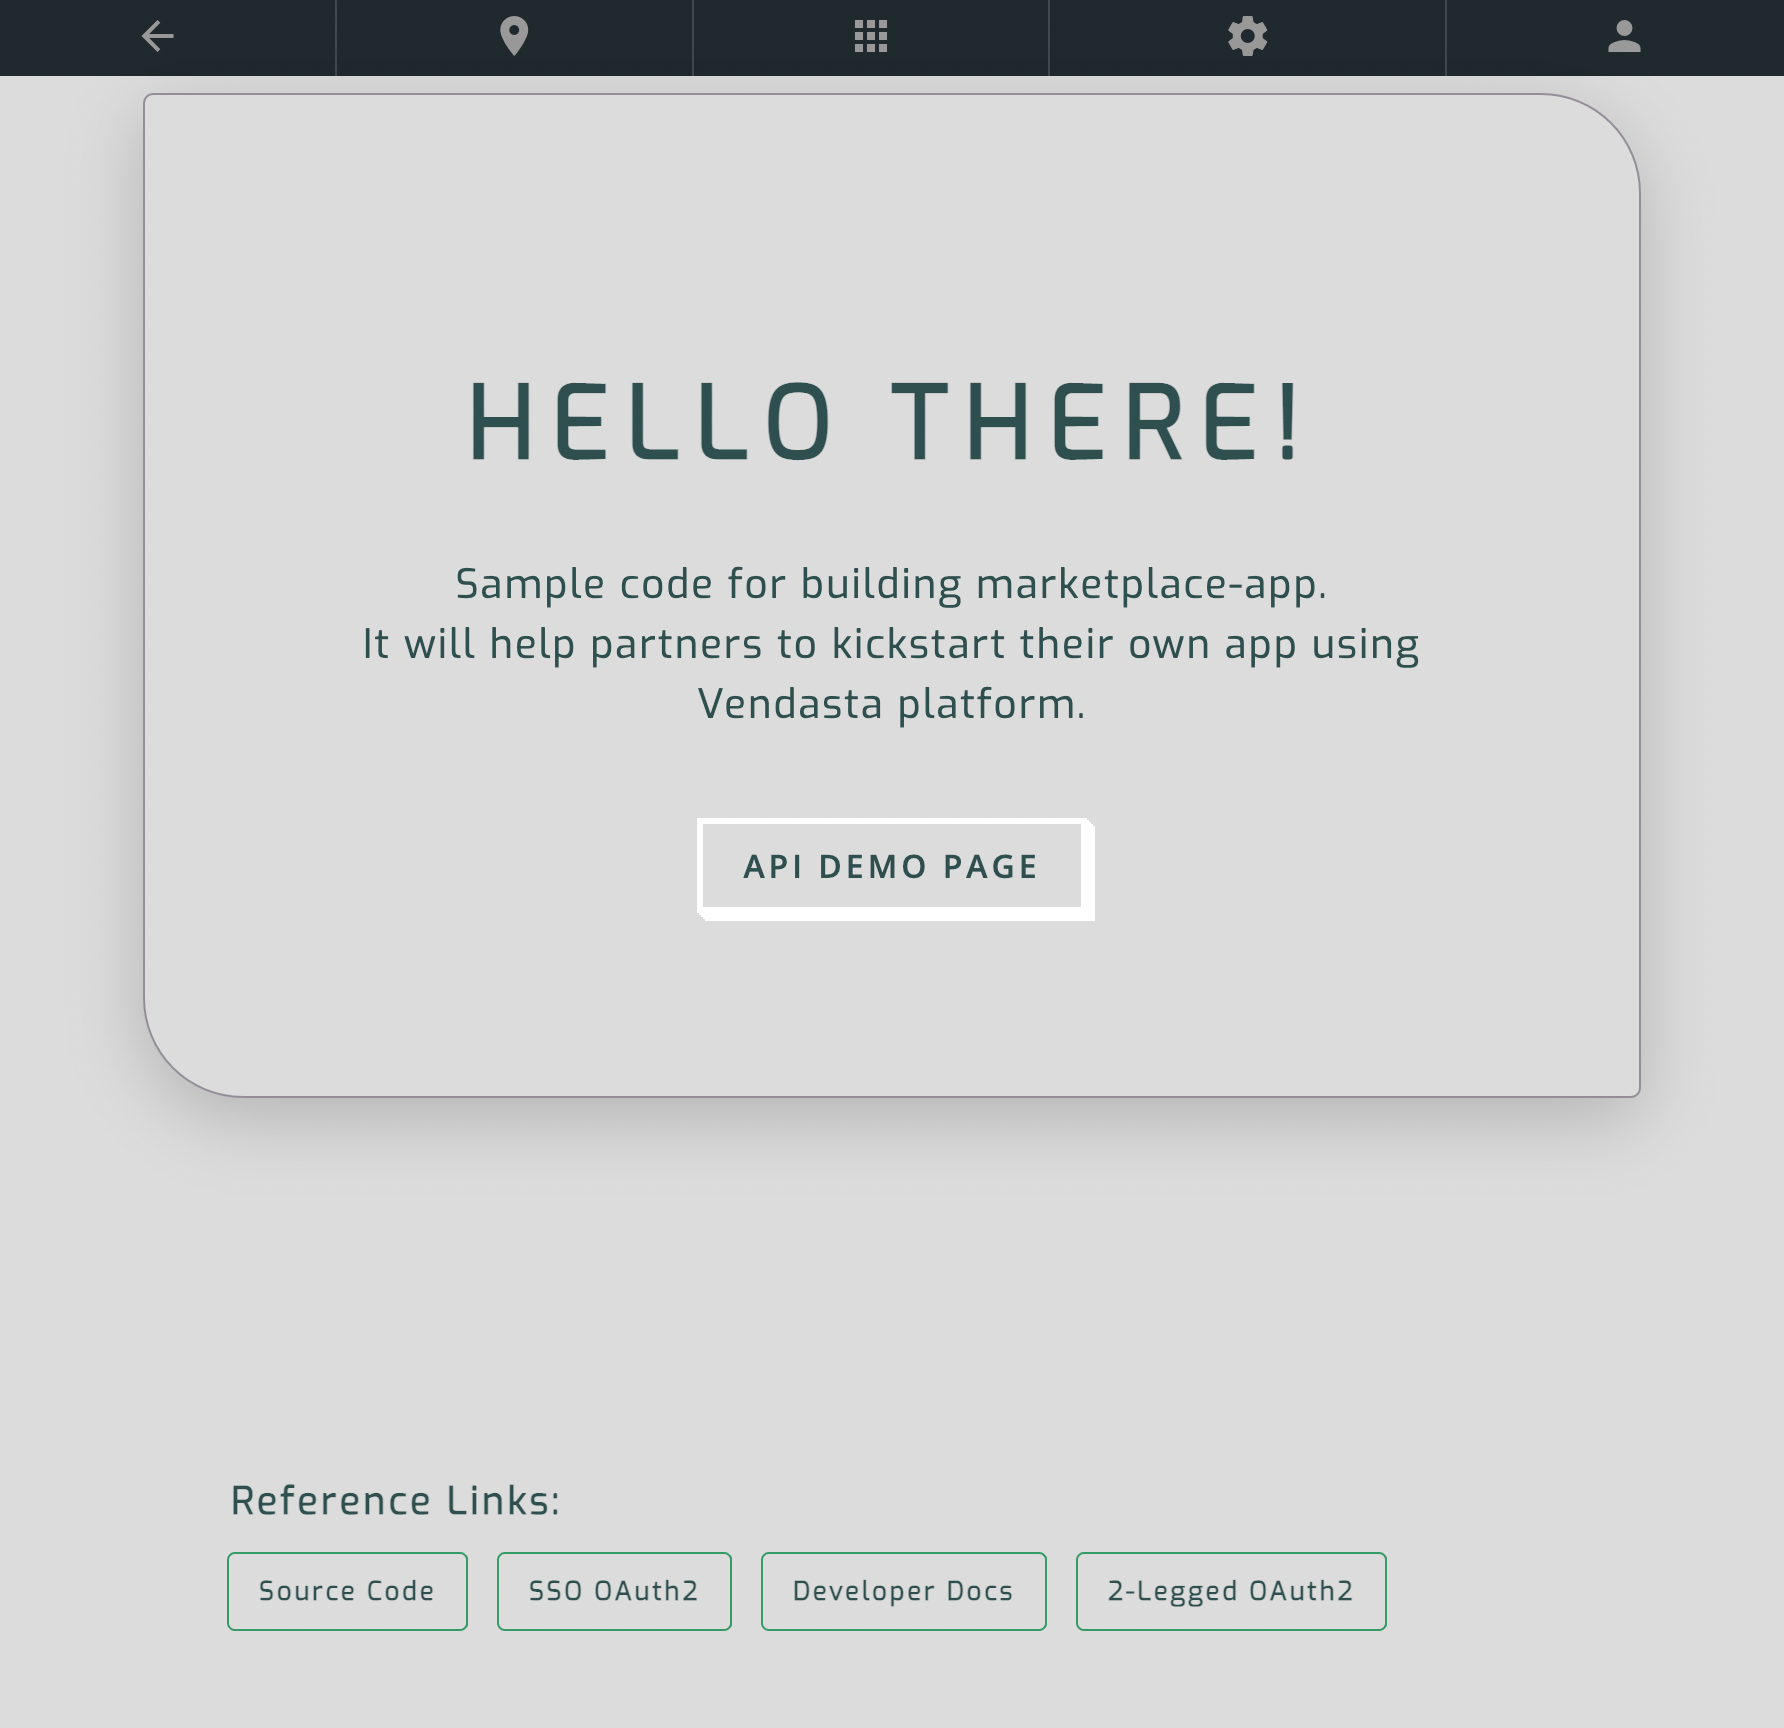 HELLO THERE!
Sample code for building marketplace-app.
It will help partners to kickstart their own app using
Vendasta platform.
API DEMO PAGE
Reference Links:
Source Code
SSO OAuth2
Developer Docs
2-Legged OAuth2